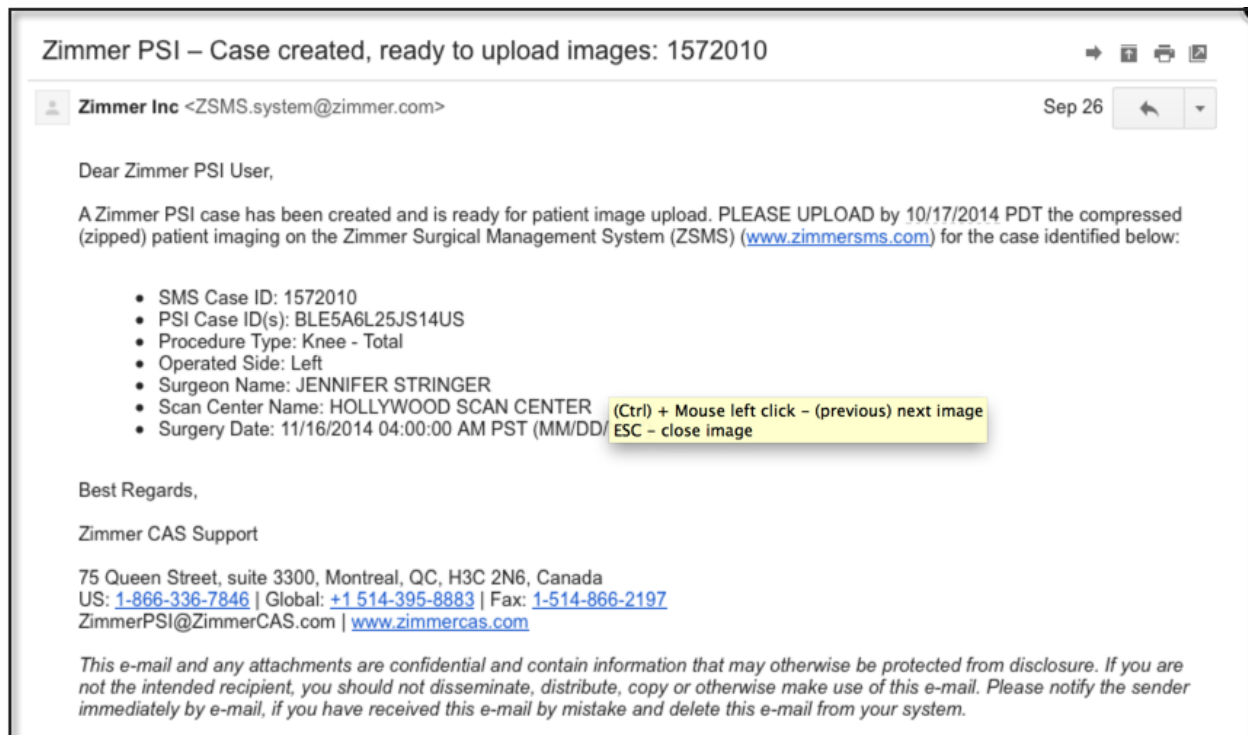 Zimmer PSI – Case created, ready to upload images: 1572010
Zimmer Inc <ZSMS.system@zimmer.com>
Sep 26
Dear Zimmer PSI User,
A Zimmer PSI case has been created and is ready for patient image upload. PLEASE UPLOAD by 10/17/2014 PDT the compressed
(zipped) patient imaging on the Zimmer Surgical Management System (ZSMS) (www.zimmersms.com) for the case identified below:
• SMS Case ID: 1572010
• PSI Case ID(s): BLE5A6L25JS14US
• Procedure Type: Knee - Total
• Operated Side: Left
• Surgeon Name: JENNIFER STRINGER
• Scan Center Name: HOLLYWOOD SCAN CENTER
• Surgery Date: 11/16/2014 04:00:00 AM PST (MM/DD/
(Ctrl) + Mouse left click – (previous) next image
ESC – close image
Best Regards,
Zimmer CAS Support
75 Queen Street, suite 3300, Montreal, QC, H3C 2N6, Canada
US: 1-866-336-7846 | Global: +1 514-395-8883 | Fax: 1-514-866-2197
ZimmerPSI@ZimmerCAS.com | www.zimmercas.com
This e-mail and any attachments are confidential and contain information that may otherwise be protected from disclosure. If you are
not the intended recipient, you should not disseminate, distribute, copy or otherwise make use of this e-mail. Please notify the sender
immediately by e-mail, if you have received this e-mail by mistake and delete this e-mail from your system.